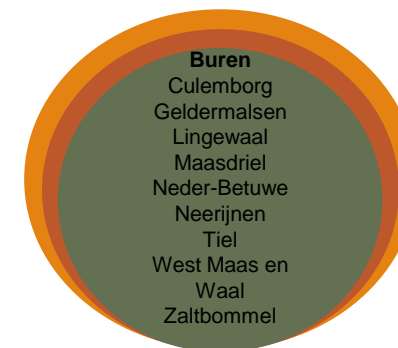 Buren
Culemborg
Geldermalsen
Lingewaal
Maasdriel
Neder-Betuwe
Neerijnen
Tiel
West Maas en
Waal
Zaltbommel